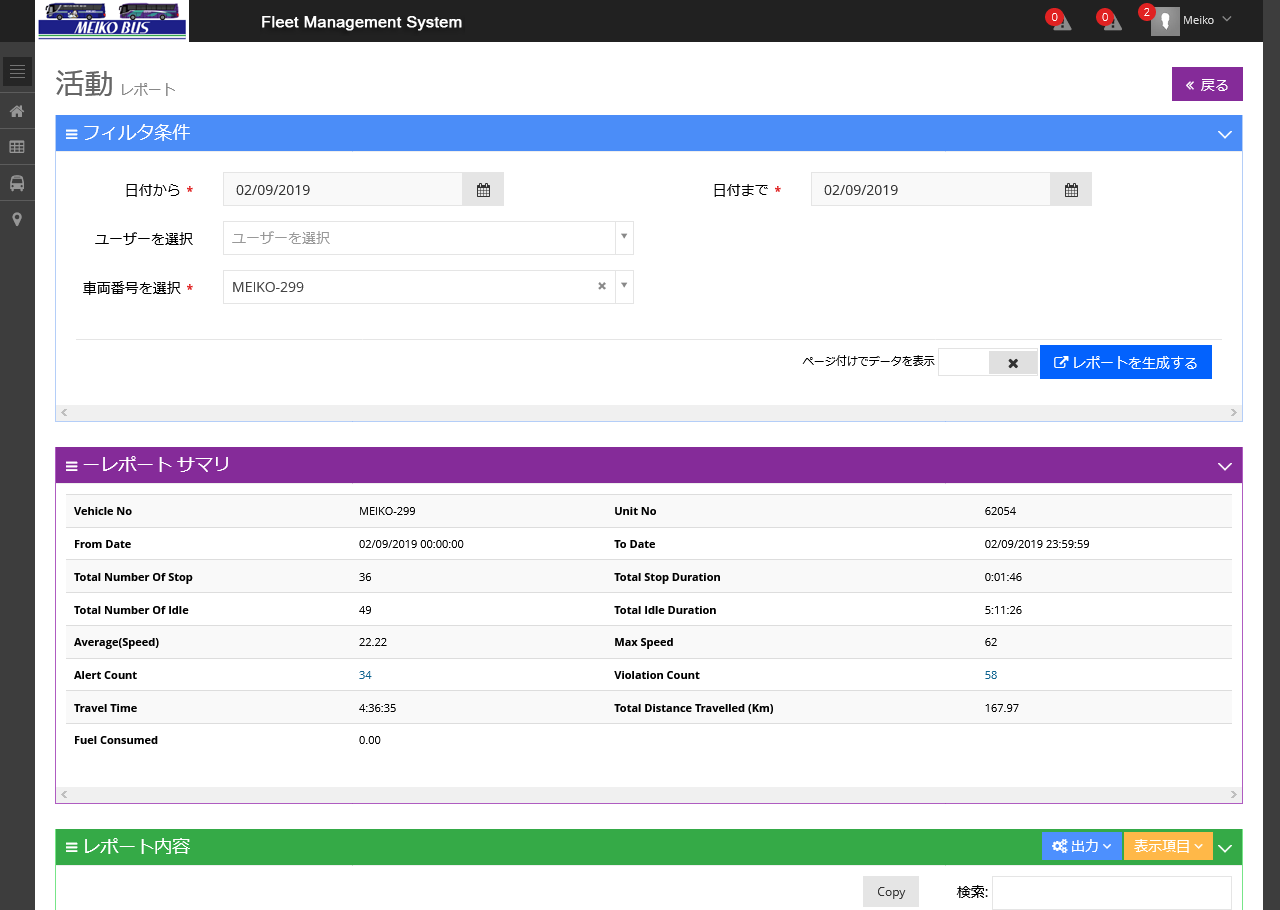 MEIKO BUS
Fleet Management System
0
0
2
Meiko
活動 レポート
戻る
フィルタ条件
日付から *
02/09/2019
日付まで *
02/09/2019
ユーザーを選択
ユーザーを選択
車両番号を選択 *
MEIKO-299
ページ付けでデータを表示
レポートを生成する
ーレポート サマリ
Vehicle No MEIKO-299 Unit No 62054
From Date 02/09/2019 00:00:00 To Date 02/09/2019 23:59:59
Total Number Of Stop 36 Total Stop Duration 0:01:46
Total Number Of Idle 49 Total Idle Duration 5:11:26
Average(Speed) 22.22 Max Speed 62
Alert Count 34 Violation Count 58
Travel Time 4:36:35 Total Distance Travelled (Km) 167.97
Fuel Consumed 0.00
レポート内容
出力
表示項目
Copy
検索: